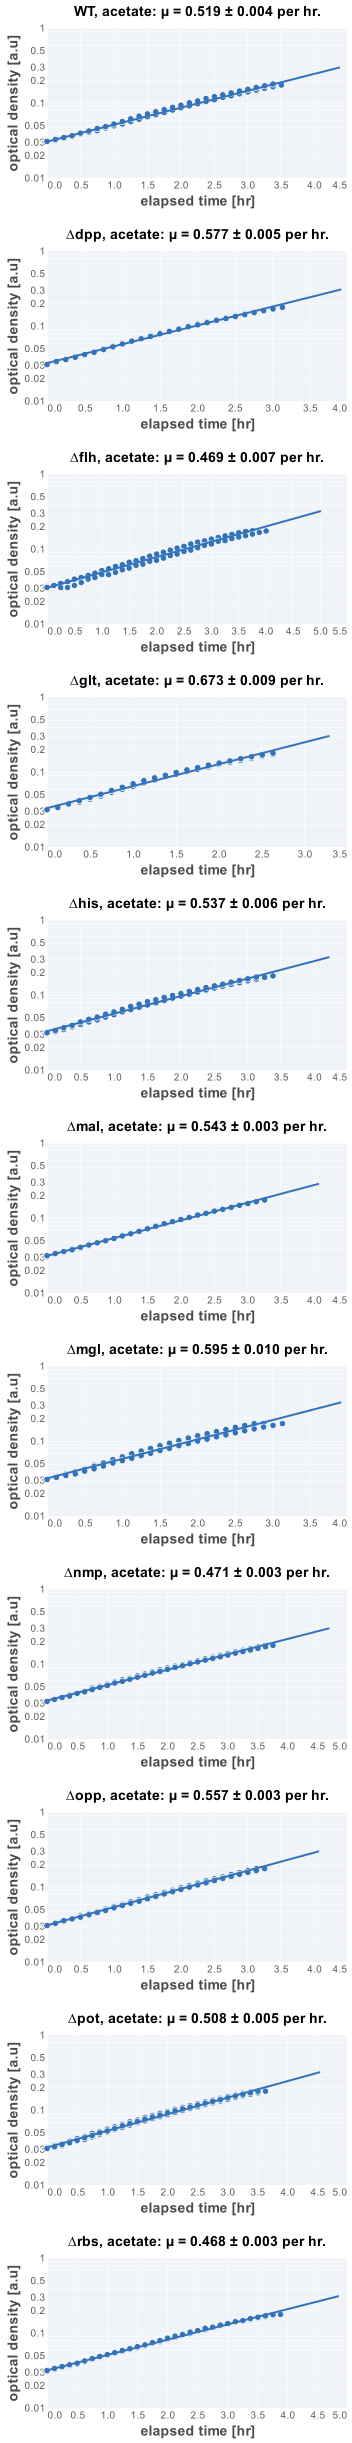 WT, acetate: μ = 0.519 ± 0.004 per hr.
optical density [a.u]
1
0.5
0.3
0.2
0.1
0.05
0.03
0.02
0.01
0.0 0.5 1.0 1.5 2.0 2.5 3.0 3.5 4.0 4.5
elapsed time [hr]
Δdpp, acetate: μ = 0.577 ± 0.005 per hr.
optical density [a.u]
1
0.5
0.3
0.2
0.1
0.05
0.03
0.02
0.01
0.0 0.5 1.0 1.5 2.0 2.5 3.0 3.5 4.0
elapsed time [hr]
Δflh, acetate: μ = 0.469 ± 0.007 per hr.
optical density [a.u]
1
0.5
0.3
0.2
0.1
0.05
0.03
0.02
0.01
0.0 0.5 1.0 1.5 2.0 2.5 3.0 3.5 4.0 4.5 5.0 5.5
elapsed time [hr]
Δglt, acetate: μ = 0.673 ± 0.009 per hr.
optical density [a.u]
1
0.5
0.3
0.2
0.1
0.05
0.03
0.02
0.01
0.0 0.5 1.0 1.5 2.0 2.5 3.0 3.5
elapsed time [hr]
Δhis, acetate: μ = 0.537 ± 0.006 per hr.
optical density [a.u]
1
0.5
0.3
0.2
0.1
0.05
0.03
0.02
0.01
0.0 0.5 1.0 1.5 2.0 2.5 3.0 3.5 4.0 4.5
elapsed time [hr]
Δmal, acetate: μ = 0.543 ± 0.003 per hr.
optical density [a.u]
1
0.5
0.3
0.2
0.1
0.05
0.03
0.02
0.01
0.0 0.5 1.0 1.5 2.0 2.5 3.0 3.5 4.0 4.5
elapsed time [hr]
Δmgl, acetate: μ = 0.595 ± 0.010 per hr.
optical density [a.u]
1
0.5
0.3
0.2
0.1
0.05
0.03
0.02
0.01
0.0 0.5 1.0 1.5 2.0 2.5 3.0 3.5 4.0
elapsed time [hr]
Δnmp, acetate: μ = 0.471 ± 0.003 per hr.
optical density [a.u]
1
0.5
0.3
0.2
0.1
0.05
0.03
0.02
0.01
0.0 0.5 1.0 1.5 2.0 2.5 3.0 3.5 4.0 4.5 5.0
elapsed time [hr]
Δopp, acetate: μ = 0.557 ± 0.003 per hr.
optical density [a.u]
1
0.5
0.3
0.2
0.1
0.05
0.03
0.02
0.01
0.0 0.5 1.0 1.5 2.0 2.5 3.0 3.5 4.0 4.5
elapsed time [hr]
Δpot, acetate: μ = 0.508 ± 0.005 per hr.
optical density [a.u]
1
0.5
0.3
0.2
0.1
0.05
0.03
0.02
0.01
0.0 0.5 1.0 1.5 2.0 2.5 3.0 3.5 4.0 4.5 5.0
elapsed time [hr]
Δrbs, acetate: μ = 0.468 ± 0.003 per hr.
optical density [a.u]
1
0.5
0.3
0.2
0.1
0.05
0.03
0.02
0.01
0.0 0.5 1.0 1.5 2.0 2.5 3.0 3.5 4.0 4.5 5.0
elapsed time [hr]